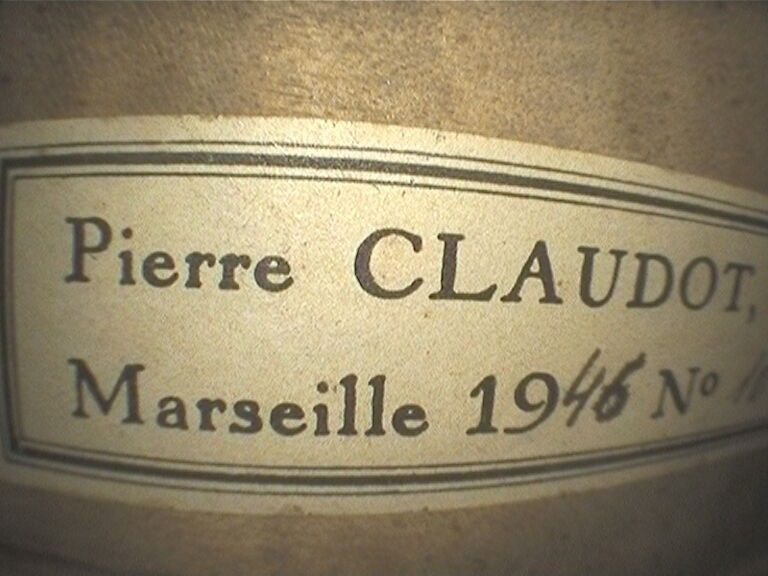 Pierre CLAUDOT,
Marseille 1946 Nº